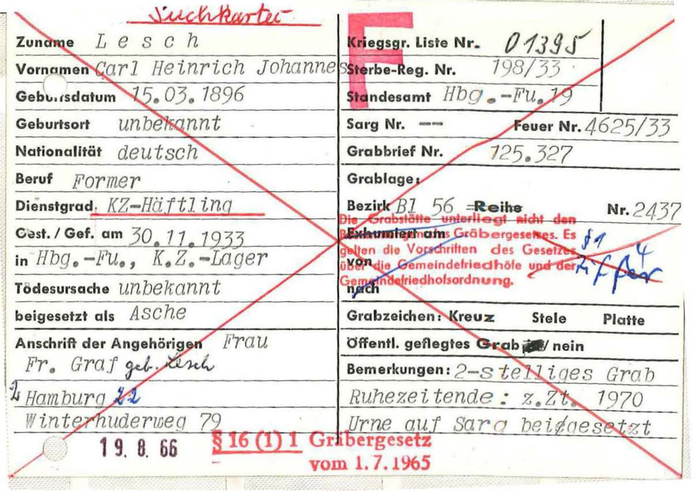 Suchkartei
Zuname Lesch
Vornamen Carl Heinrich Johannes
Geburtsdatum 15.03.1896
Geburtsort unbekannt
Nationalität deutsch
Beruf Former
Dienstgrad: KZ-Häftling
Gest./Gef. am 30.11.1933
in Hbg.-Fu., K.Z.-Lager
Todesursache unbekannt
beigesetzt als Asche
Anschrift der Angehörigen Frau
Fr. Graf geb. Lesch
2 Hamburg 22
Winterhuderweg 79
19.8.66
F
Kriegsgr. Liste Nr. 01395
Sterbe-Reg. Nr. 198/33
Standesamt Hbg.-Fu.19
Sarg Nr. -- Feuer Nr. 4625/33
Grabbrief Nr. 125.327
Grablage:
Bezirk Bl 56 Reihe Nr. 2437
Die Grabstätte unterliegt nicht den
Gräbergesetzes. Es
gelten die Vorschriften des Gesetzes
über die Gemeindefriedhöfe und der
Gemeindefriedhofsordnung.
Exhumiert am
von
nach
§ 1
4
Ziffer
Grabzeichen: Kreuz Stele Platte
Öffentl. gepflegtes Grab / nein
Bemerkungen: 2-stelliges Grab
Ruhezeitende: z.Zt. 1970
Urne auf Sarg beigesetzt
§ 16 (1) 1 Gräbergesetz
vom 1.7.1965